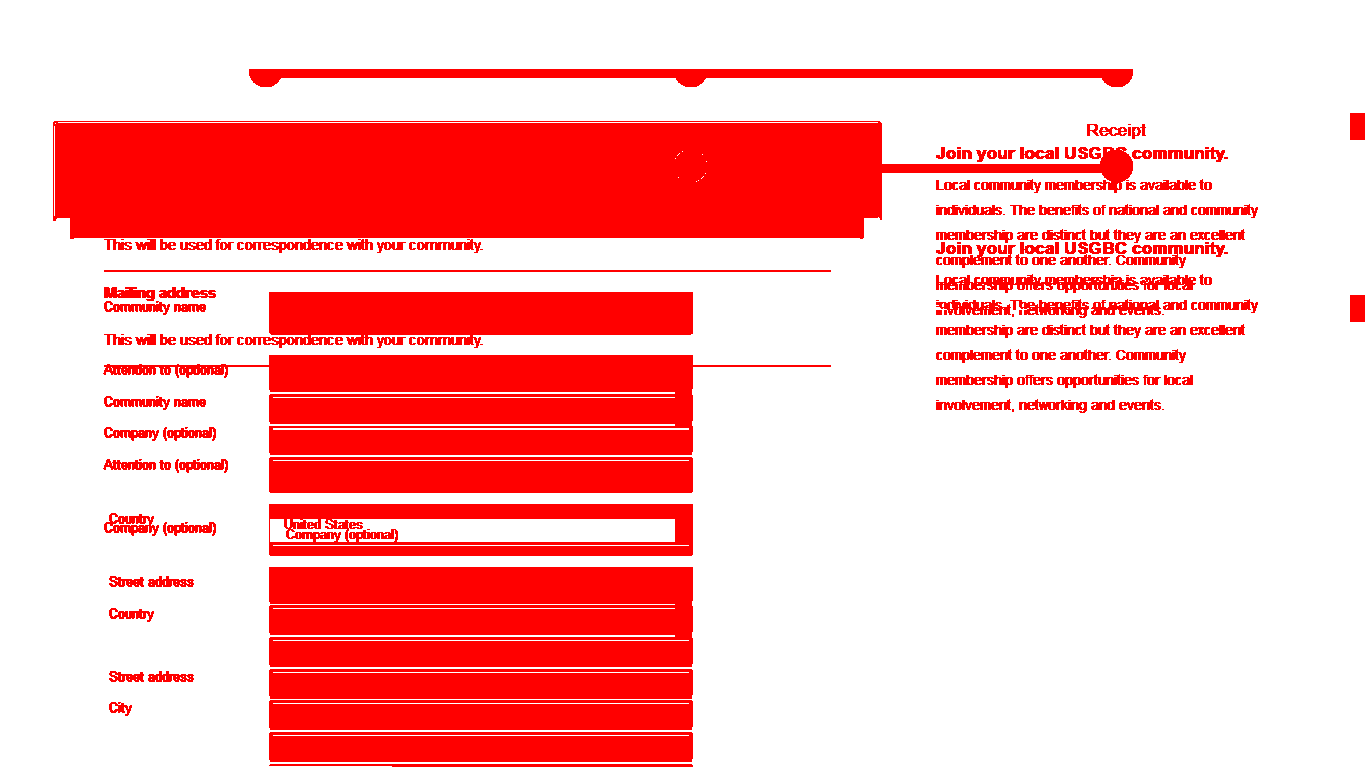 Receipt
Join your local USGBC community.
Local community membership is available to
individuals. The benefits of national and community
membership are distinct but they are an excellent
Join your local USGBC community.
complement to one another. Community
Local community membership is available to
membership offers opportunities for local
individuals. The benefits of national and community
involvement, networking and events.
membership are distinct but they are an excellent
complement to one another. Community
membership offers opportunities for local
involvement, networking and events.
This will be used for correspondence with your community.
Mailing address
Community name
This will be used for correspondence with your community.
Attention to (optional)
Community name
Company (optional)
Attention to (optional)
Country
United States
Company (optional)
Company (optional)
Street address
Country
Street address
City